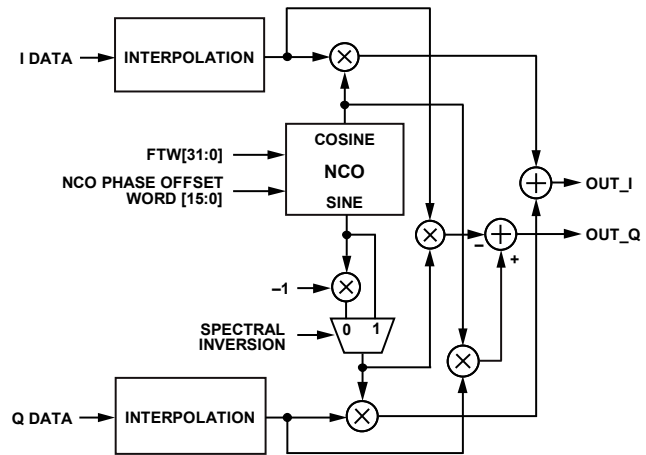 I DATA
INTERPOLATION
COSINE
FTW[31:0]
NCO
NCO PHASE OFFSET
WORD [15:0]
SINE
OUT_I
OUT_Q
–
+
–1
0 1
SPECTRAL
INVERSION
Q DATA
INTERPOLATION